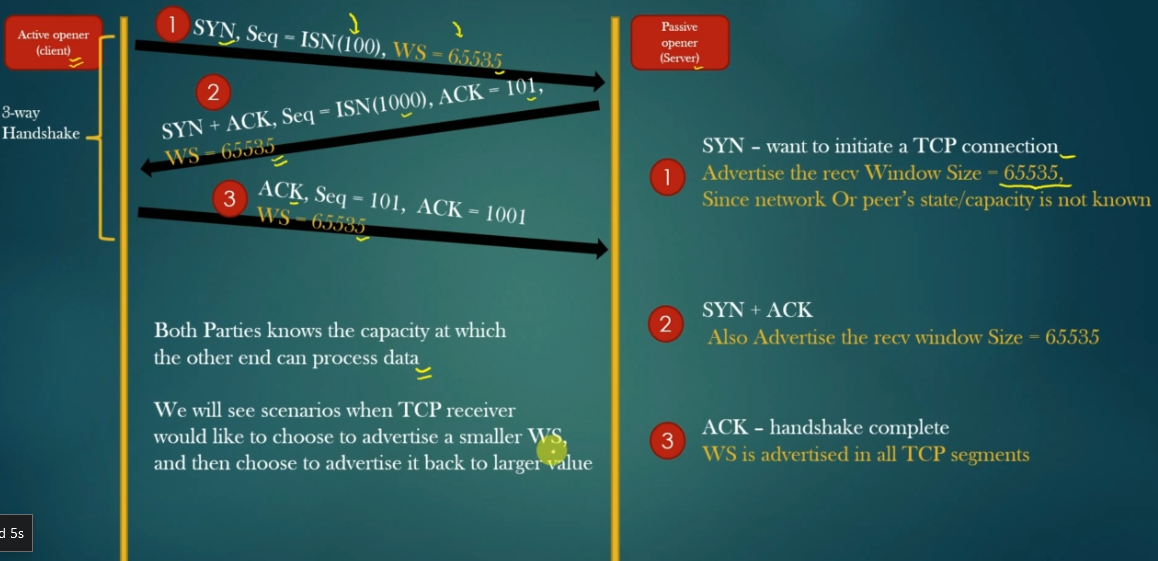 Active opener
(client)
3-way
Handshake
1
SYN, Seq = ISN(100), WS = 65535
2
SYN + ACK, Seq = ISN(1000), ACK = 101,
WS = 65535
3
ACK, Seq = 101, ACK = 1001
WS = 65535
Both Parties knows the capacity at which
the other end can process data
We will see scenarios when TCP receiver
would like to choose to advertise a smaller WS,
and then choose to advertise it back to larger value
Passive
opener
(Server)
1
SYN – want to initiate a TCP connection
Advertise the recv Window Size = 65535,
Since network Or peer's state/capacity is not known
2
SYN + ACK
Also Advertise the recv window Size = 65535
3
ACK – handshake complete
WS is advertised in all TCP segments
d 5s